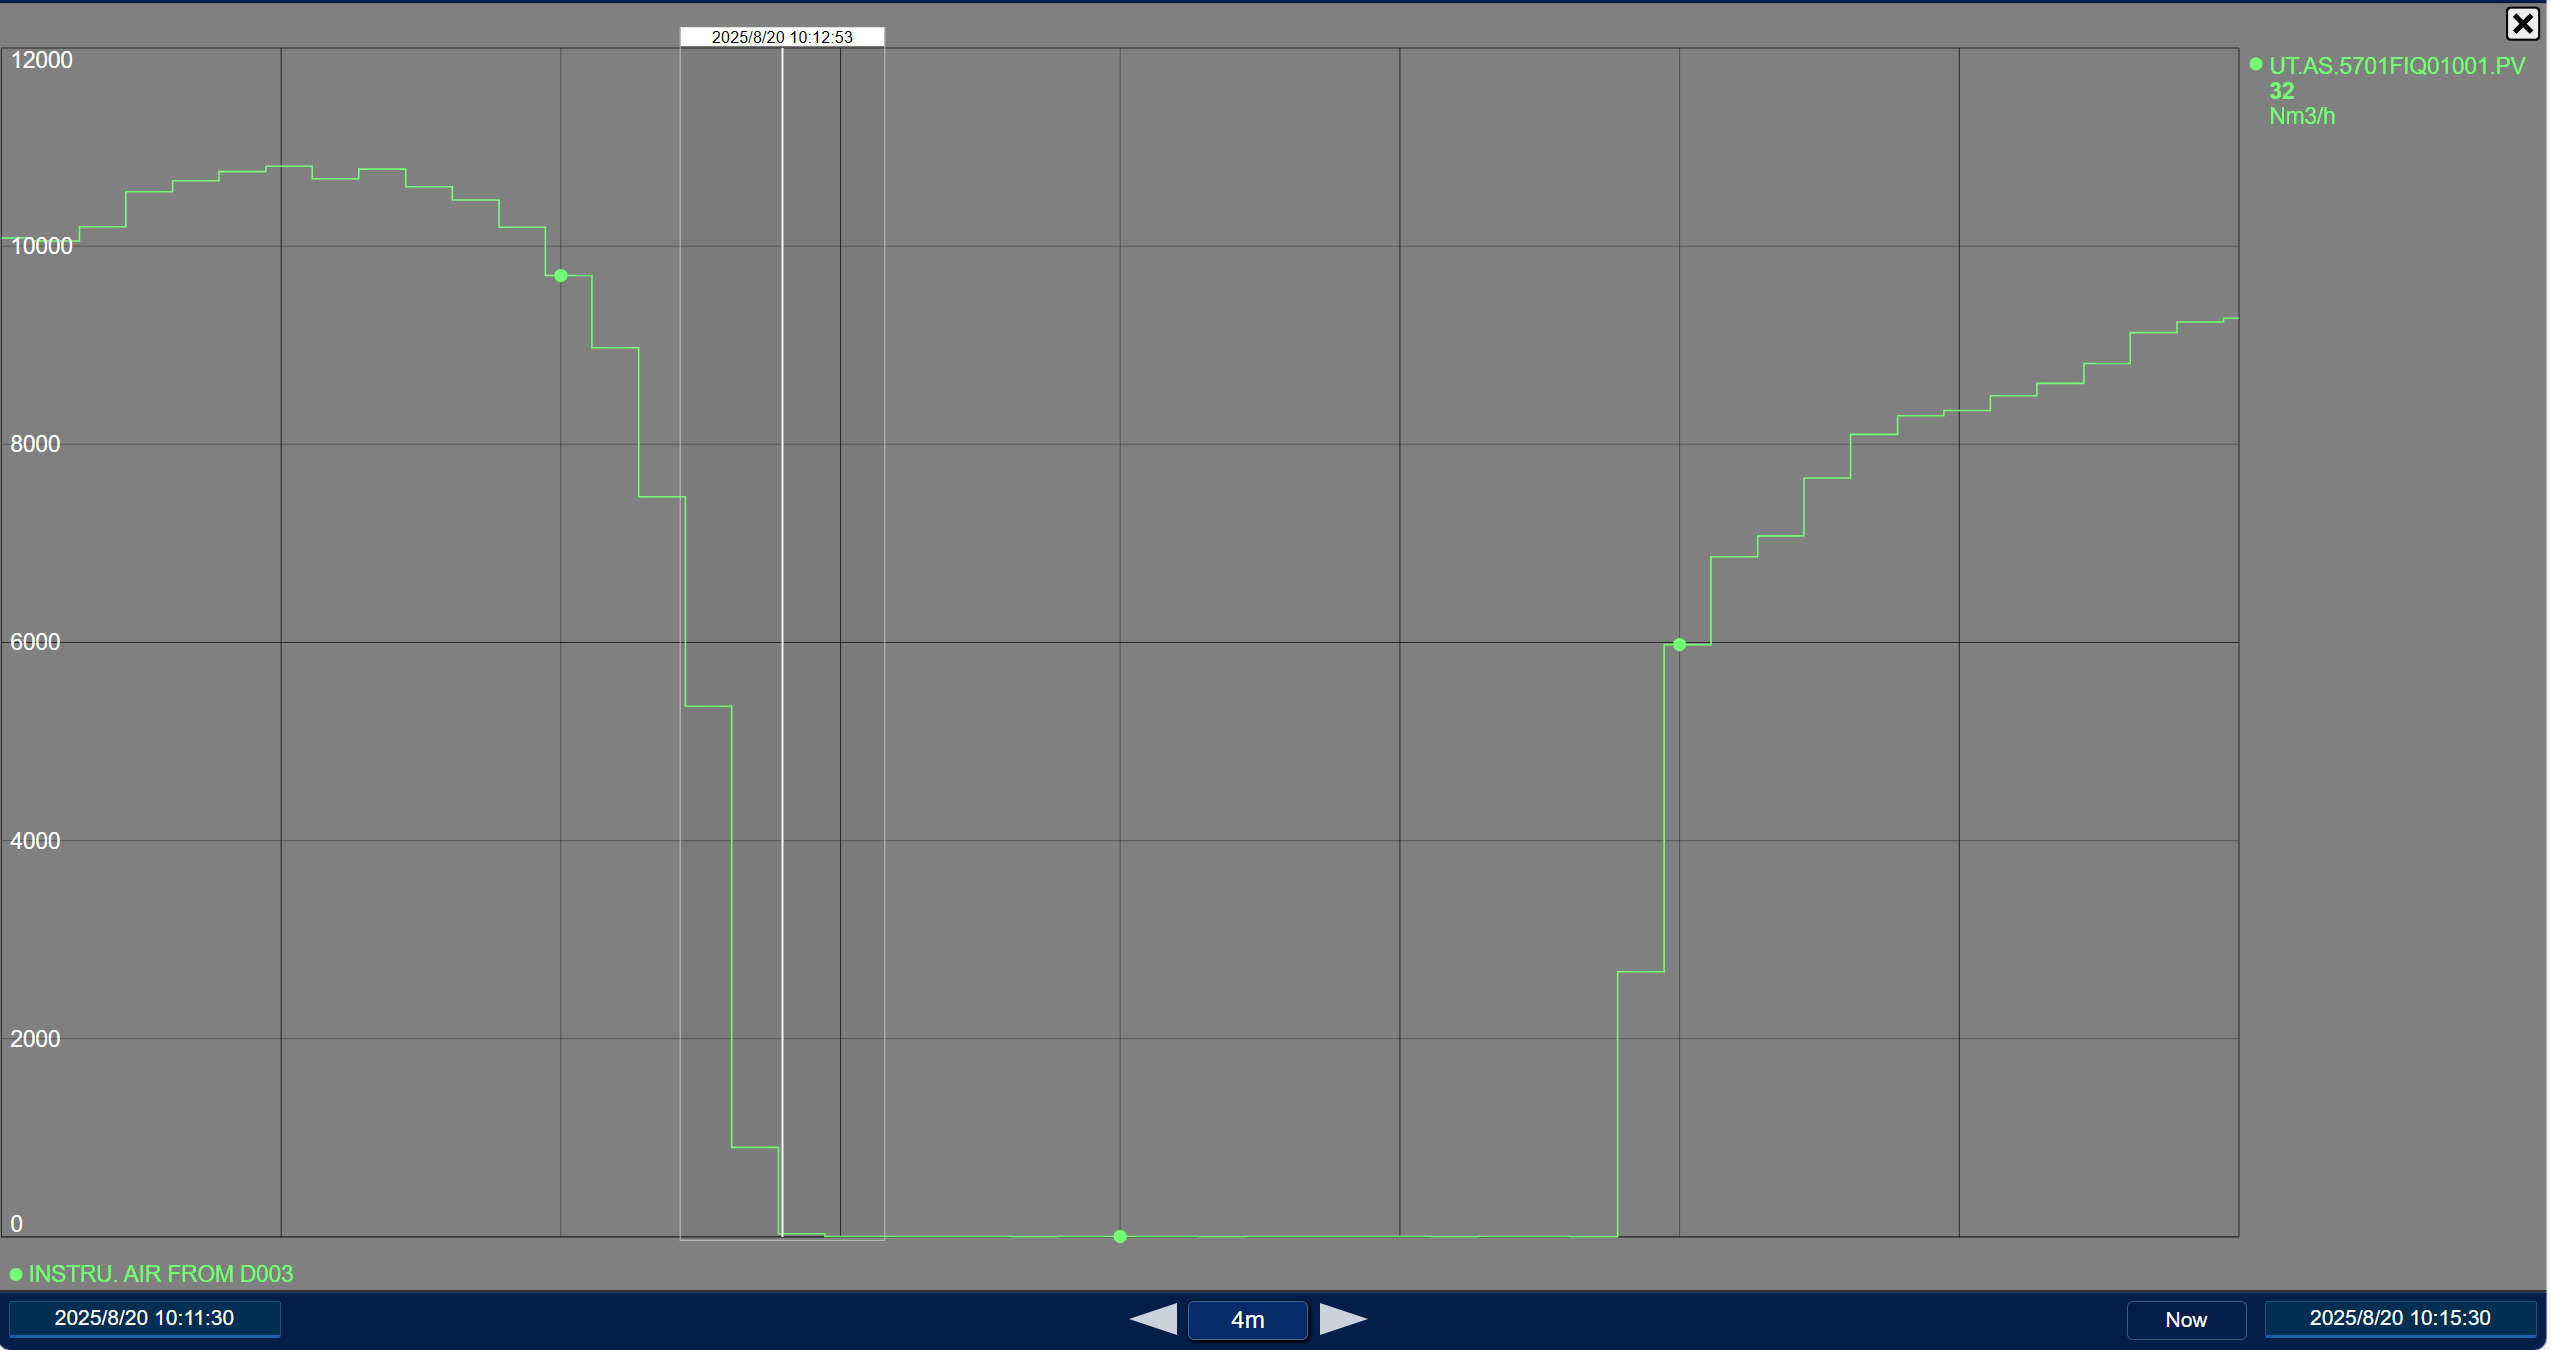 2025/8/20 10:12:53
12000
10000
8000
6000
4000
2000
0
UT.AS.5701FIQ01001.PV
32
Nm3/h
INSTRU. AIR FROM D003
2025/8/20 10:11:30
4m
Now
2025/8/20 10:15:30